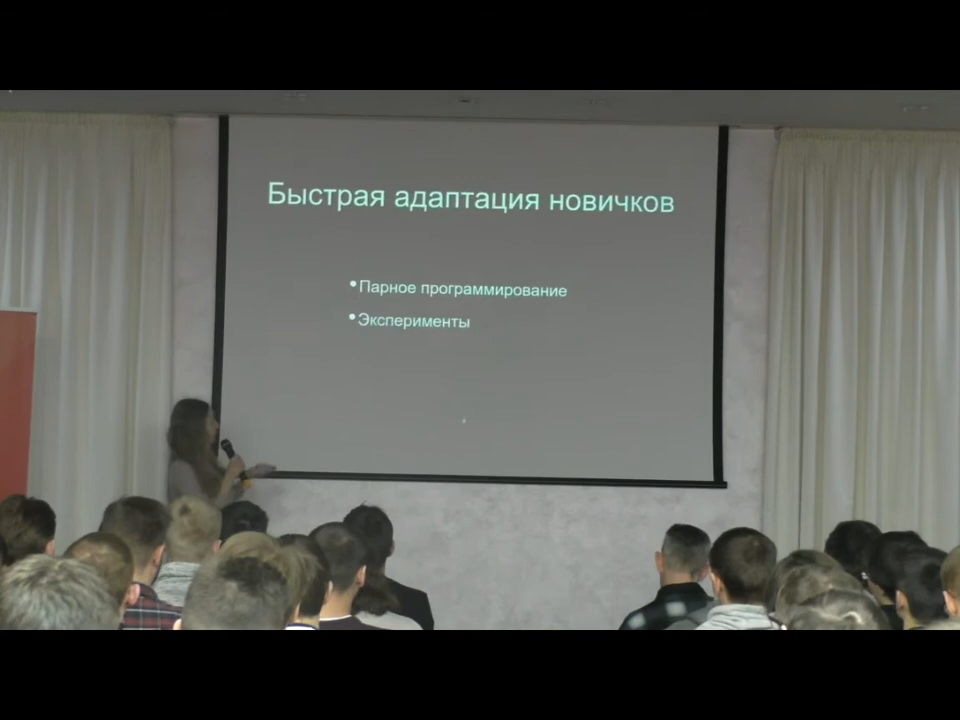 Быстрая адаптация новичков
• Парное программирование
• Эксперименты